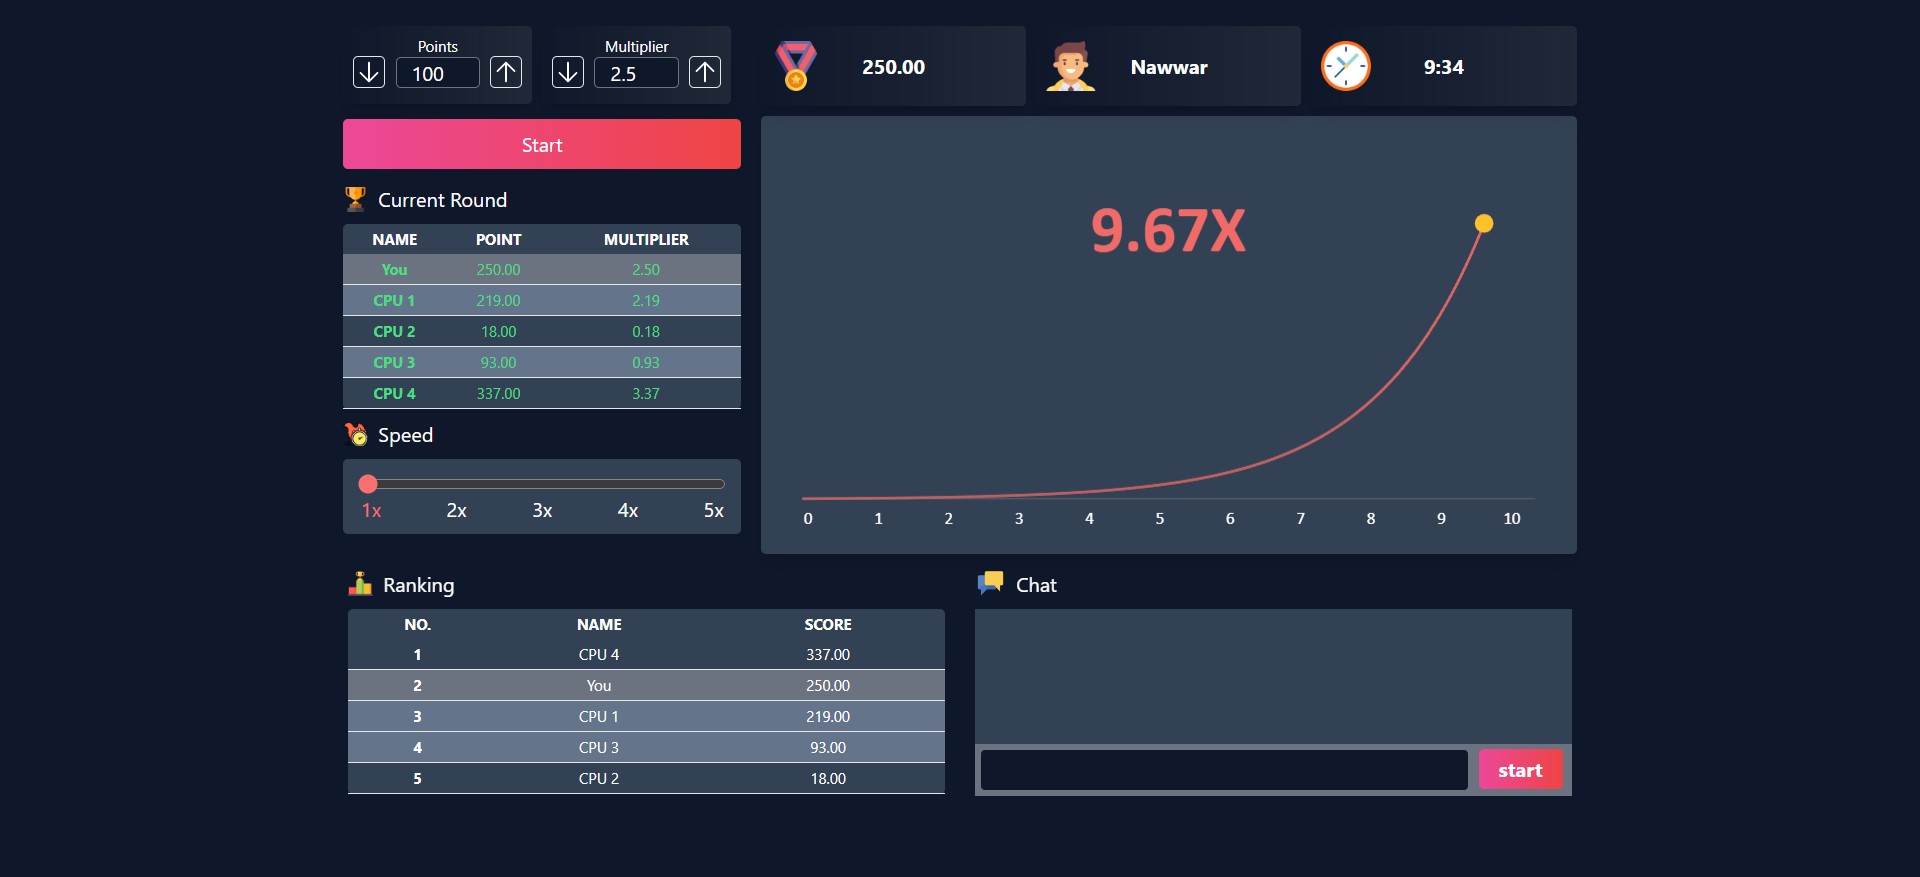 Points
100
Multiplier
2.5
250.00
Nawwar
9:34
Start
Current Round
NAME POINT MULTIPLIER
You 250.00 2.50
CPU 1 219.00 2.19
CPU 2 18.00 0.18
CPU 3 93.00 0.93
CPU 4 337.00 3.37
Speed
1x 2x 3x 4x 5x
9.67X
0 1 2 3 4 5 6 7 8 9 10
Ranking
NO. NAME SCORE
1 CPU 4 337.00
2 You 250.00
3 CPU 1 219.00
4 CPU 3 93.00
5 CPU 2 18.00
Chat
start